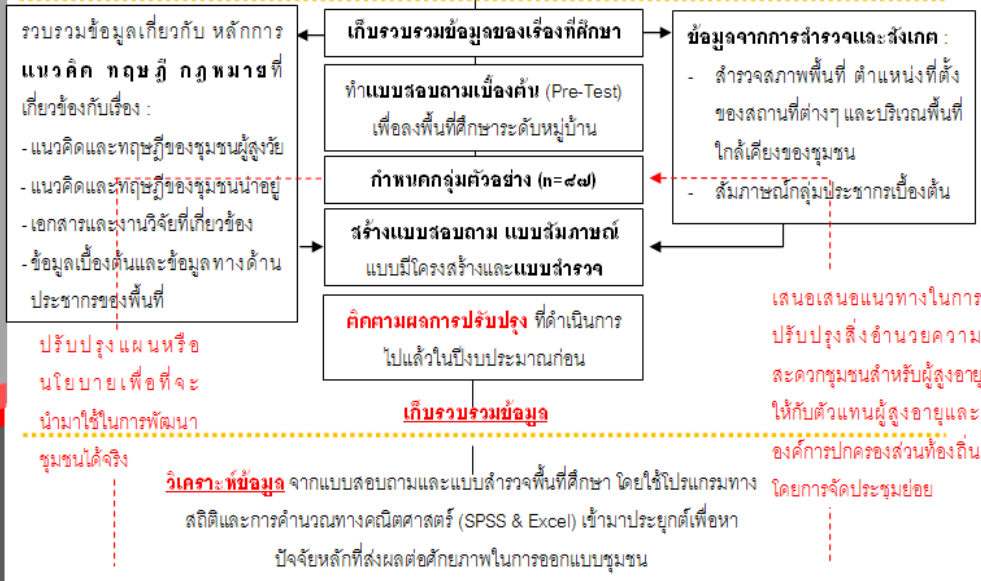 รวบรวมข้อมูลเกี่ยวกับ หลักการ
แนวคิด ทฤษฎี กฎหมายที่
เกี่ยวข้องกับเรื่อง :
- แนวคิดและทฤษฎีของชุมชนผู้สูงวัย
- แนวคิดและทฤษฎีของชุมชนน่าอยู่
- เอกสารและงานวิจัยที่เกี่ยวข้อง
- ข้อมูลเบื้องต้นและข้อมูลทางด้าน
ประชากรของพื้นที่
เก็บรวบรวมข้อมูลของเรื่องที่ศึกษา
ทำแบบสอบถามเบื้องต้น (Pre-Test)
เพื่อลงพื้นที่ศึกษาระดับหมู่บ้าน
กำหนดกลุ่มตัวอย่าง (n=๘๗)
สร้างแบบสอบถาม แบบสัมภาษณ์
แบบมีโครงสร้างและแบบสำรวจ
ติดตามผลการปรับปรุง ที่ดำเนินการ
ไปแล้วในปีงบประมาณก่อน
เก็บรวบรวมข้อมูล
ข้อมูลจากการสำรวจและสังเกต :
- สำรวจสภาพพื้นที่ ตำแหน่งที่ตั้ง
ของสถานที่ต่างๆ และบริเวณพื้นที่
ใกล้เคียงของชุมชน
- สัมภาษณ์กลุ่มประชากรเบื้องต้น
ปรับปรุงแผนหรือ
นโยบายเพื่อที่จะ
นำมาใช้ในการพัฒนา
ชุมชนได้จริง
เสนอเสนอแนวทางในการ
ปรับปรุงสิ่งอำนวยความ
สะดวกชุมชนสำหรับผู้สูงอายุ
ให้กับตัวแทนผู้สูงอายุและ
องค์การปกครองส่วนท้องถิ่น
โดยการจัดประชุมย่อย
วิเคราะห์ข้อมูล จากแบบสอบถามและแบบสำรวจพื้นที่ศึกษา โดยใช้โปรแกรมทาง
สถิติและการคำนวณทางคณิตศาสตร์ (SPSS & Excel) เข้ามาประยุกต์เพื่อหา
ปัจจัยหลักที่ส่งผลต่อศักยภาพในการออกแบบชุมชน